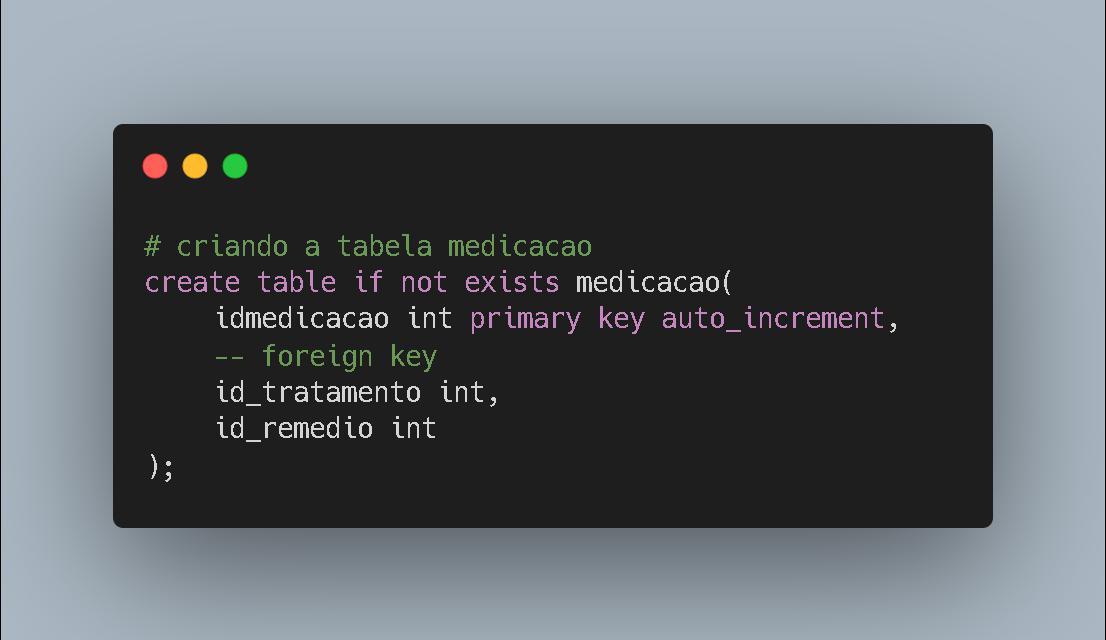 # criando a tabela medicacao
create table if not exists medicacao(
idmedicacao int primary key auto_increment,
-- foreign key
id_tratamento int,
id_remedio int
);